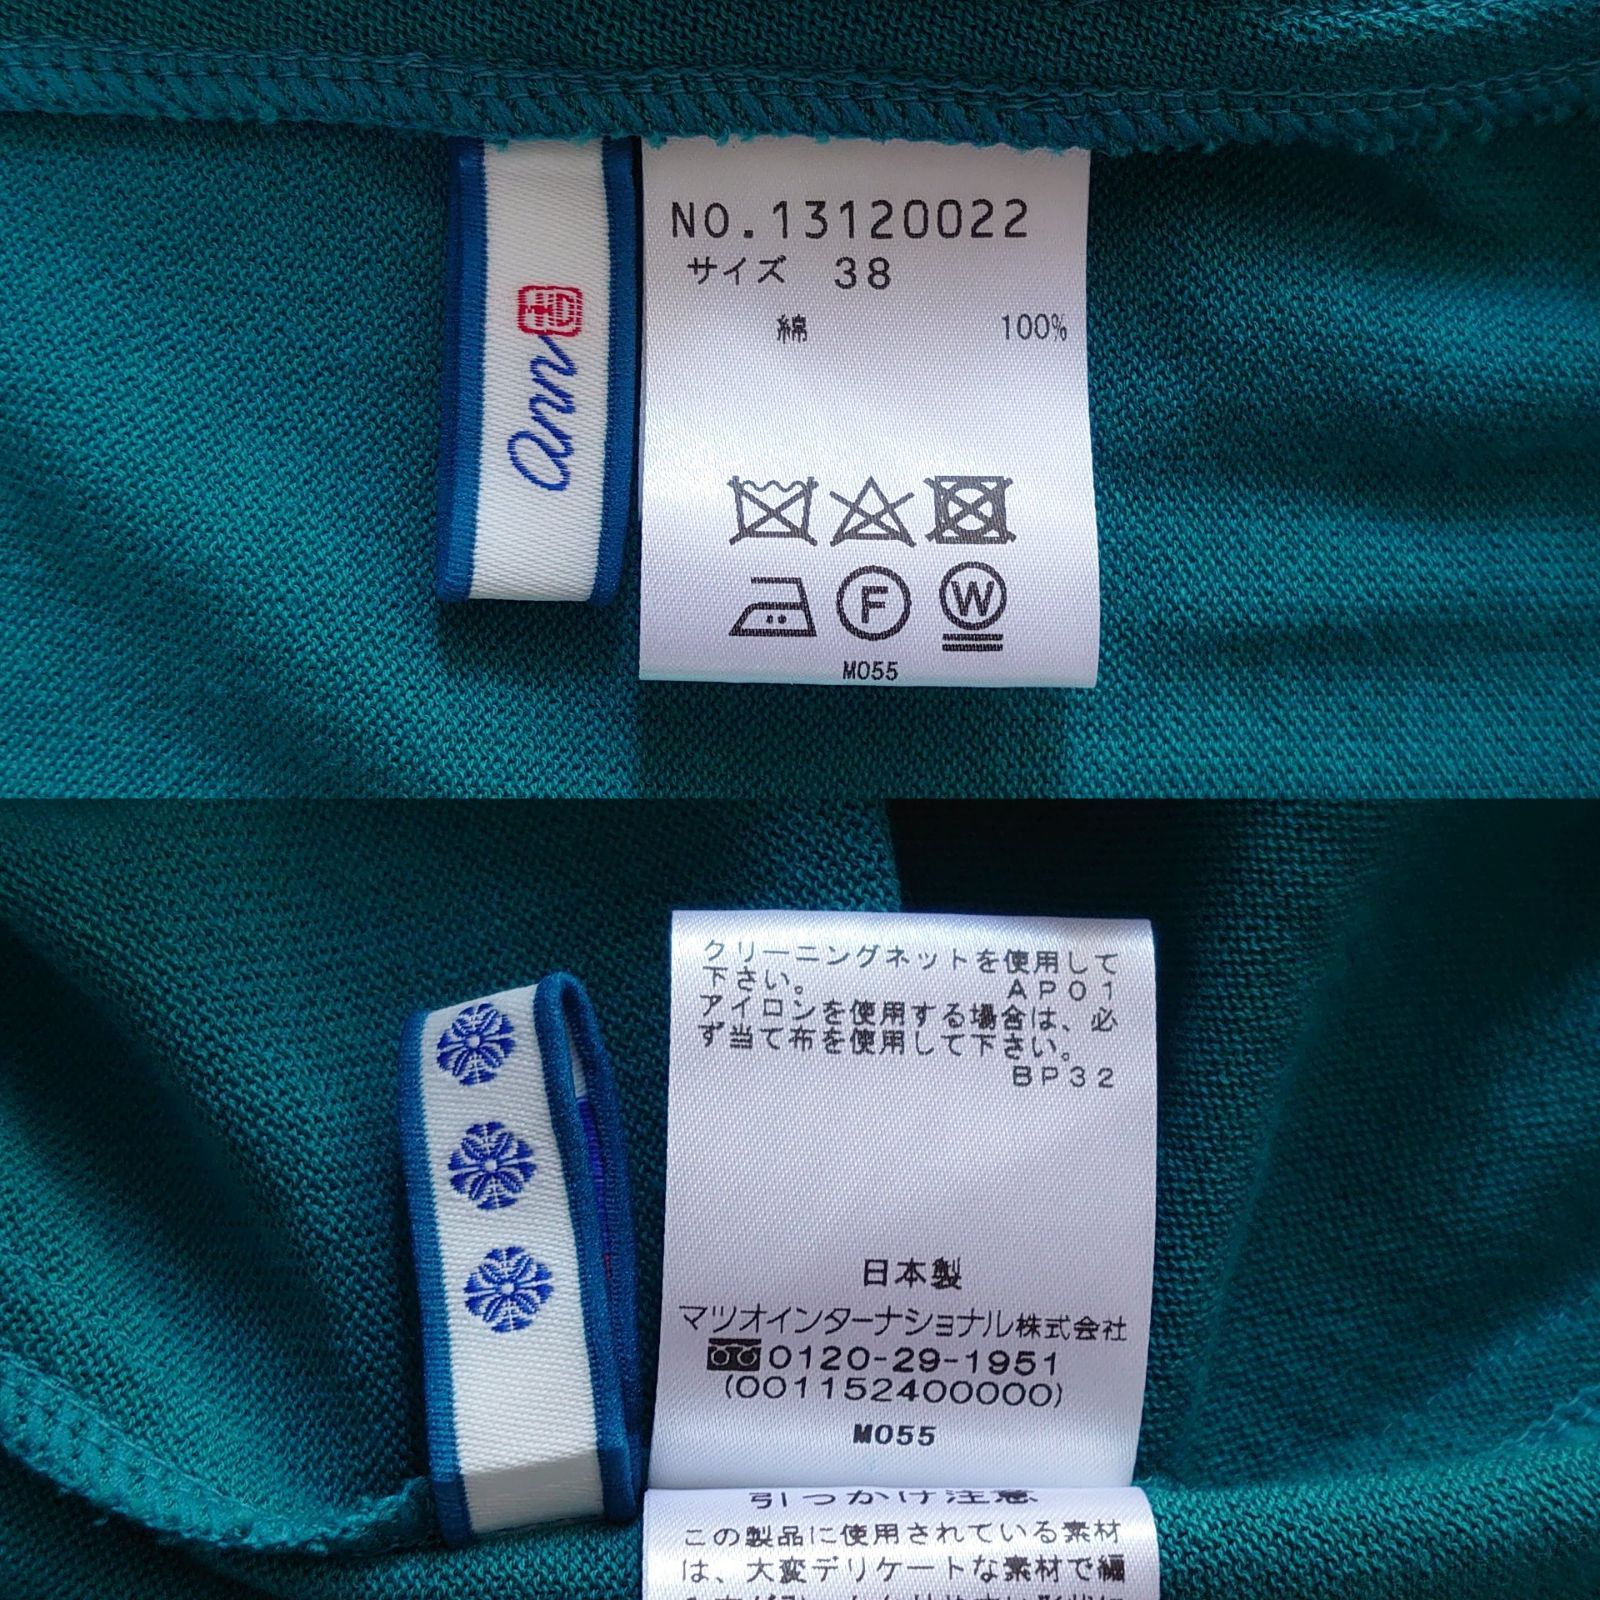 ann
NO.13120022
サイズ 38
綿 100%
F
W
M055
クリーニングネットを使用して
下さい。 AP01
アイロンを使用する場合は、必
ず当て布を使用して下さい。
BP32
日本製
マツオインターナショナル株式会社
0120-29-1951
(001152400000)
M055
引っかけ注意
この製品に使用されている素材
は、大変デリケートな素材で編